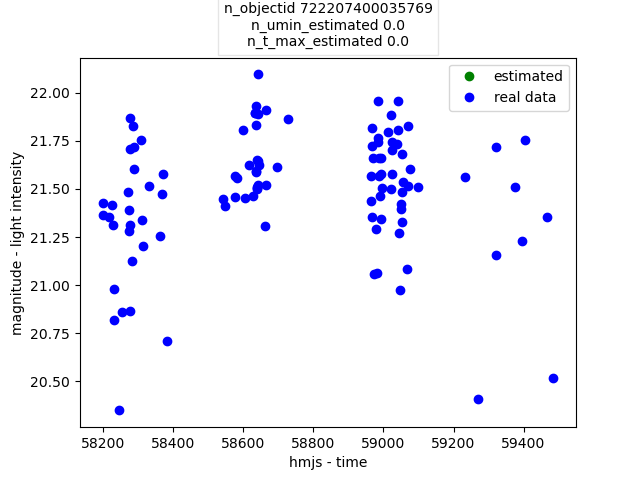 n_objectid 722207400035769
n_umin_estimated 0.0
n_t_max_estimated 0.0
estimated
real data
22.00
21.75
21.50
21.25
21.00
20.75
20.50
magnitude - light intensity
58200 58400 58600 58800 59000 59200 59400
hmjs - time